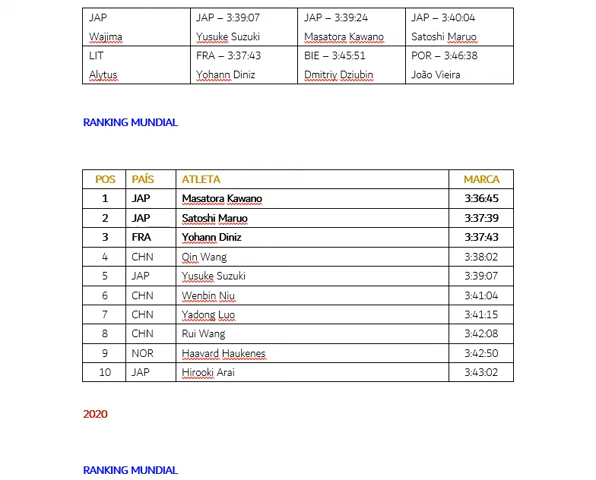 JAP JAP – 3:39:07 JAP – 3:39:24 JAP – 3:40:04
Wajima Yusuke Suzuki Masatora Kawano Satoshi Maruo
LIT FRA – 3:37:43 BIE – 3:45:51 POR – 3:46:38
Alytus Yohann Diniz Dmitriy Dziubin João Vieira
RANKING MUNDIAL
POS PAÍS ATLETA MARCA
1 JAP Masatora Kawano 3:36:45
2 JAP Satoshi Maruo 3:37:39
3 FRA Yohann Diniz 3:37:43
4 CHN Qin Wang 3:38:02
5 JAP Yusuke Suzuki 3:39:07
6 CHN Wenbin Niu 3:41:04
7 CHN Yadong Luo 3:41:15
8 CHN Rui Wang 3:42:08
9 NOR Haavard Haukenes 3:42:50
10 JAP Hirooki Arai 3:43:02
2020
RANKING MUNDIAL